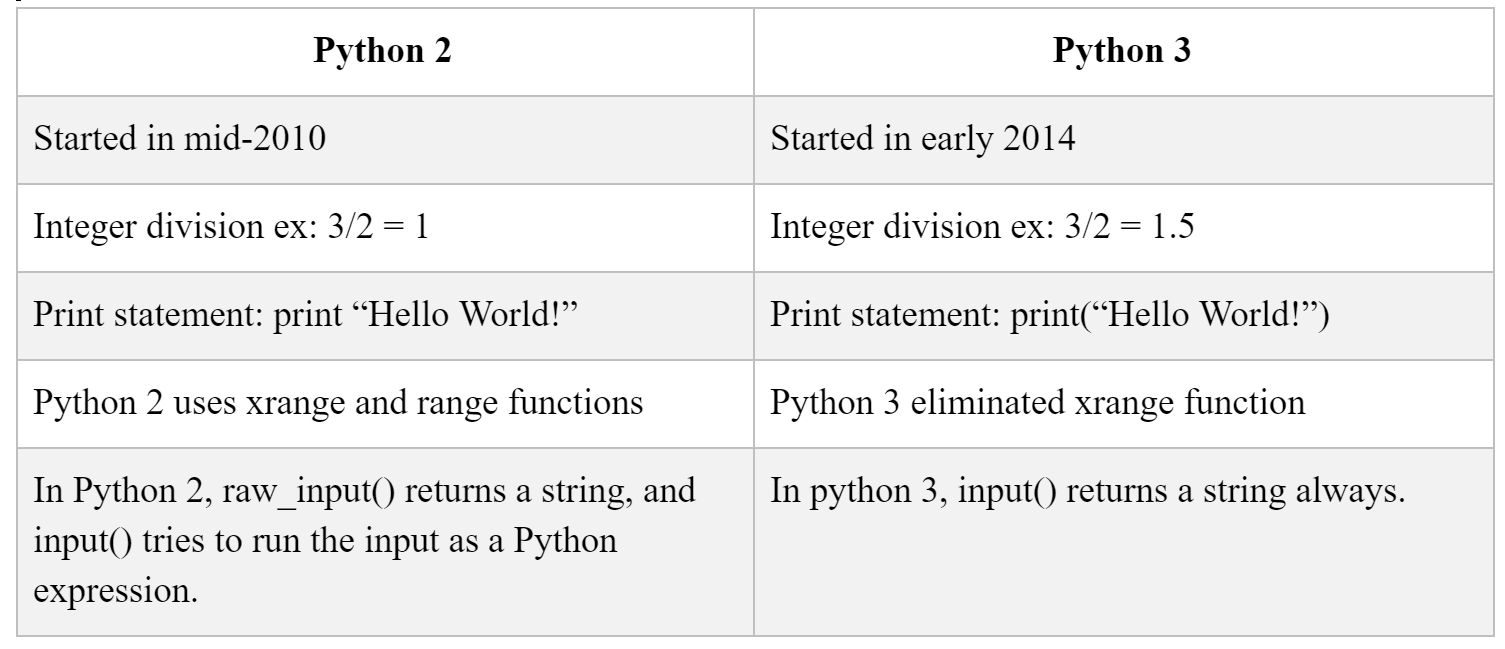 Python 2
Python 3
Started in mid-2010
Started in early 2014
Integer division ex: 3/2 = 1
Integer division ex: 3/2 = 1.5
Print statement: print “Hello World!”
Print statement: print(“Hello World!”)
Python 2 uses xrange and range functions
Python 3 eliminated xrange function
In Python 2, raw_input() returns a string, and
input() tries to run the input as a Python
expression.
In python 3, input() returns a string always.